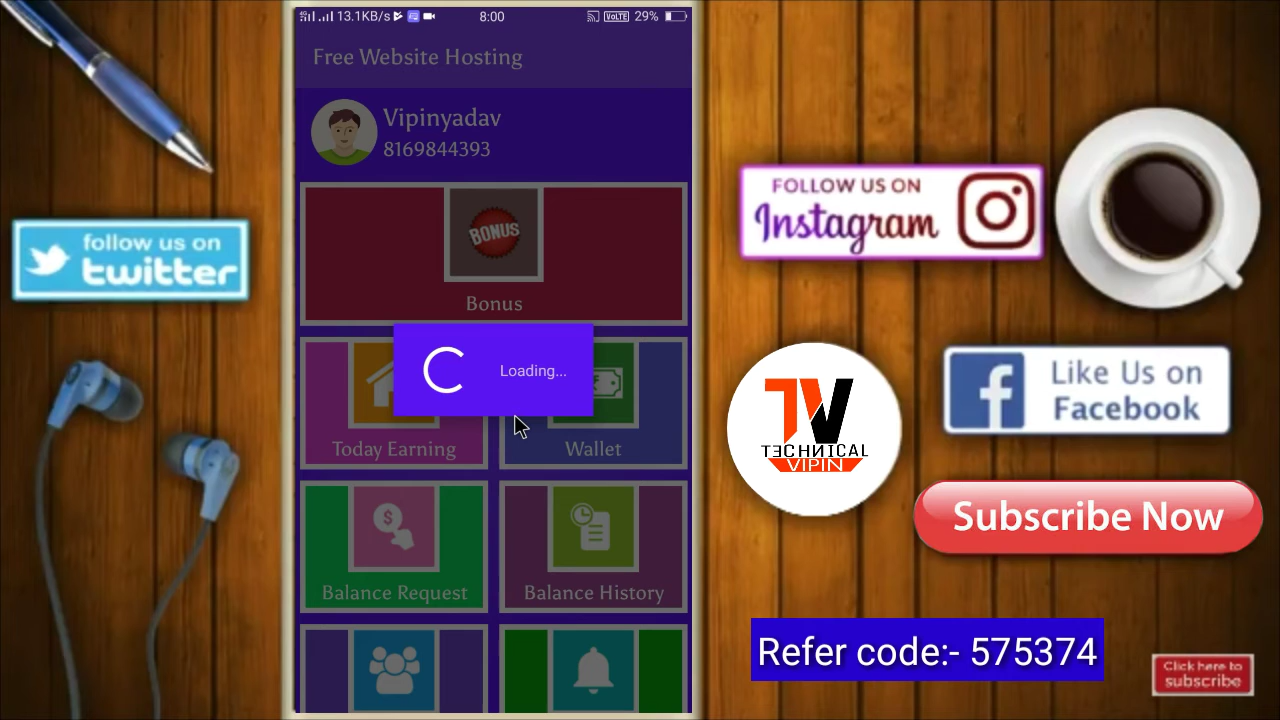 13.1KB/s
8:00
VoLTE
29%
Free Website Hosting
Vipinyadav
8169844393
BONUS
Bonus
Loading...
Today Earning
Wallet
Balance Request
Balance History
follow us on
twitter
FOLLOW US ON
Instagram
TV
TECHNICAL
VIPIN
f
Like Us on
Facebook
Subscribe Now
Refer code:- 575374
Click here to
subscribe